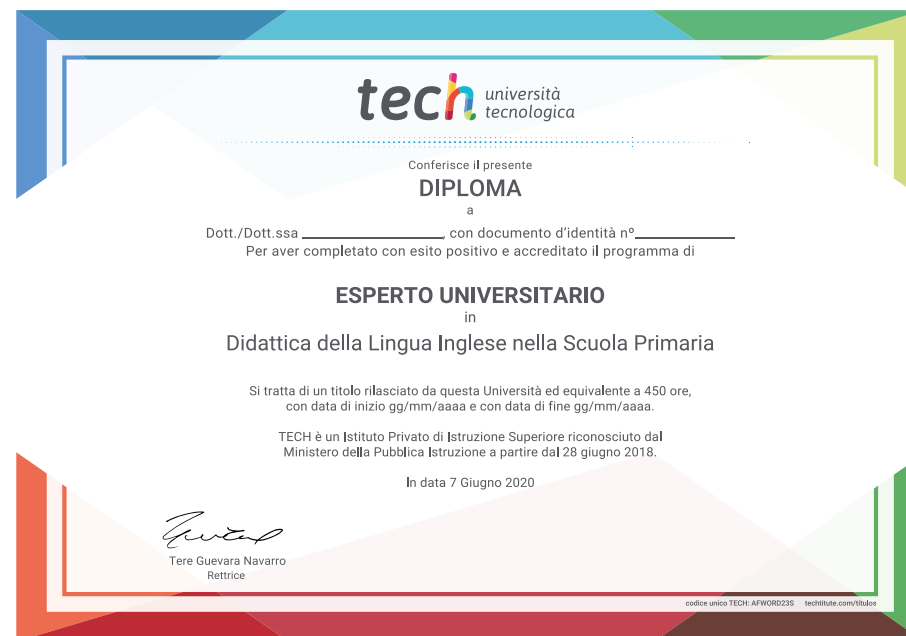 tech università
tecnologica
Conferisce il presente
DIPLOMA
a
Dott./Dott.ssa ____________________, con documento d'identità nº______________
Per aver completato con esito positivo e accreditato il programma di
ESPERTO UNIVERSITARIO
in
Didattica della Lingua Inglese nella Scuola Primaria
Si tratta di un titolo rilasciato da questa Università ed equivalente a 450 ore,
con data di inizio gg/mm/aaaa e con data di fine gg/mm/aaaa.
TECH è un Istituto Privato di Istruzione Superiore riconosciuto dal
Ministero della Pubblica Istruzione a partire dal 28 giugno 2018.
In data 7 Giugno 2020
Tere Guevara Navarro
Rettrice
codice unico TECH: AFWORD23S techtitute.com/títulos